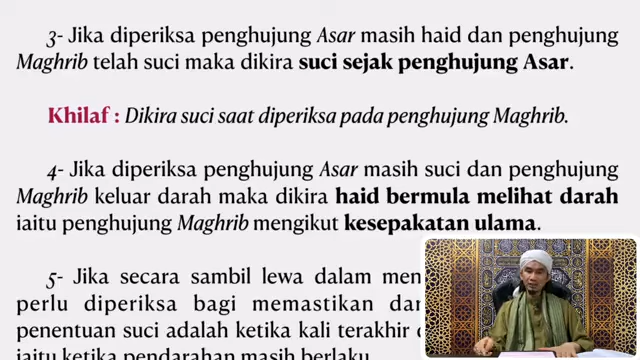 3- Jika diperiksa penghujung Asar masih haid dan penghujung
Maghrib telah suci maka dikira suci sejak penghujung Asar.
Khilaf : Dikira suci saat diperiksa pada penghujung Maghrib.
4- Jika diperiksa penghujung Asar masih suci dan penghujung
Maghrib keluar darah maka dikira haid bermula melihat darah
iaitu penghujung Maghrib mengikut kesepakatan ulama.
5- Jika secara sambil lewa dalam
perlu diperiksa bagi memastikan
penentuan suci adalah ketika kali terakhir
iaitu ketika pendarahan masih berlaku.